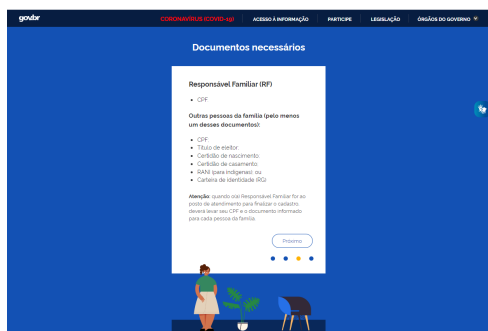 gov.br
CORONAVÍRUS (COVID-19) ACESSO À INFORMAÇÃO PARTICIPE LEGISLAÇÃO ÓRGÃOS DO GOVERNO
Documentos necessários
Responsável Familiar (RF)
• CPF
Outras pessoas da família (pelo menos
um desses documentos):
• CPF
• Título de eleitor;
• Certidão de nascimento;
• Certidão de casamento;
• RANI (para indígenas); ou
• Carteira de identidade (RG)
Atenção: quando o(a) Responsável Familiar for ao
posto de atendimento para finalizar o cadastro,
deverá levar seu CPF e o documento informado
para cada pessoa da família.
Próximo